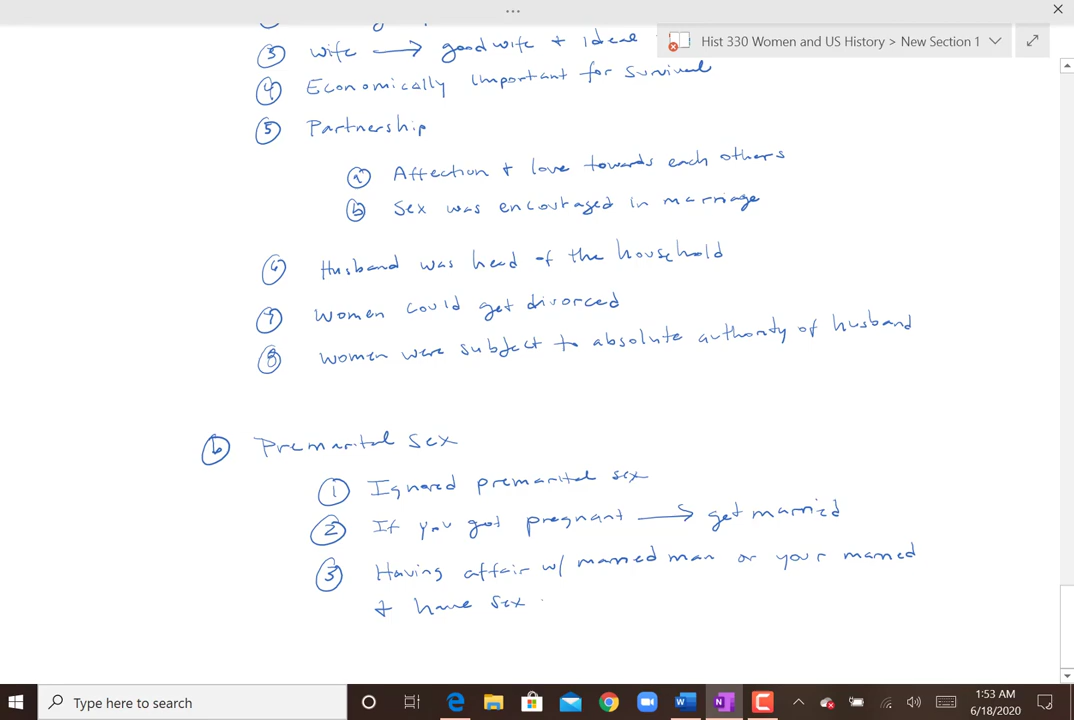 ...
×
③ wife → good wife + Ideal
Hist 330 Women and US History > New Section 1
④ Economically important for survival
⑤ Partnership
ⓐ Affection + love towards each others
ⓑ Sex was encouraged in marriage
⑥ Husband was head of the household
⑦ women could get divorced
⑧ women were subject to absolute authority of husband
ⓑ Premarital sex
① Ignored premarital sex
② If you got pregnant → get married
③ Having affair w/ married man or your married
+ have sex
Type here to search
1:53 AM
6/18/2020